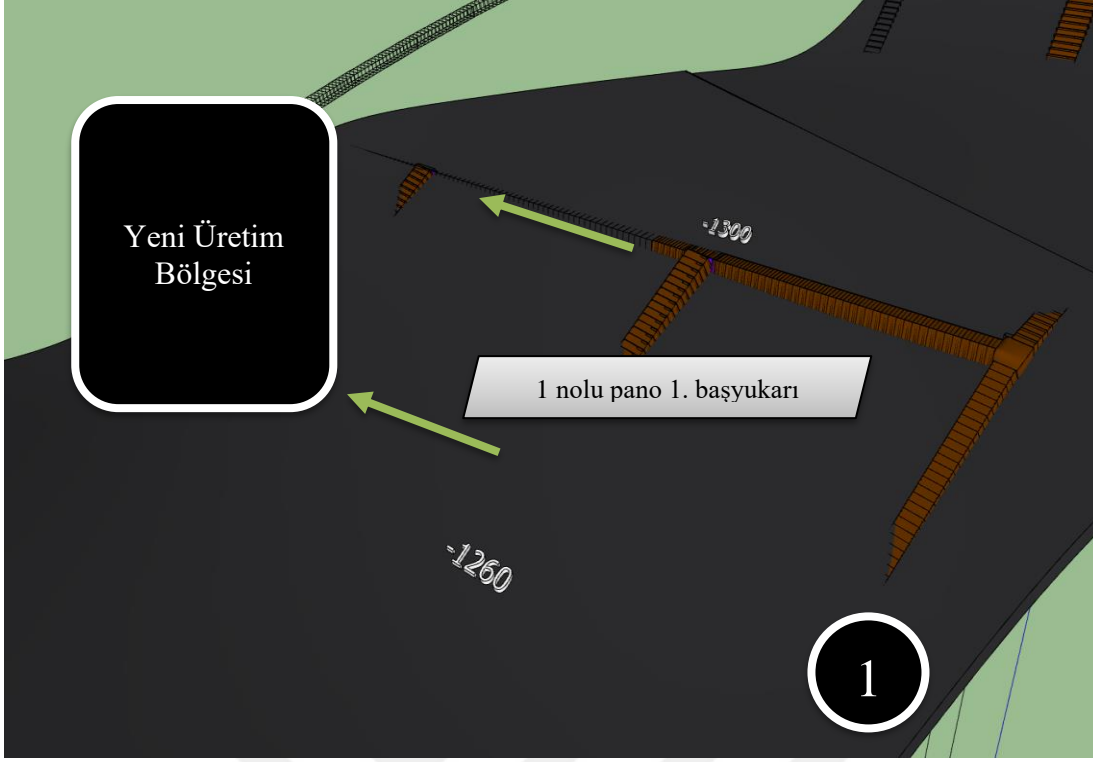 Yeni Üretim
Bölgesi
-1300
1 nolu pano 1. başyukarı
-1260
1